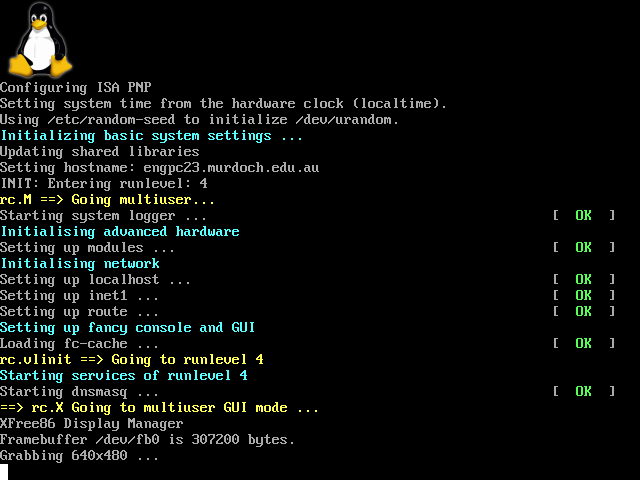 Configuring ISA PNP
Setting system time from the hardware clock (localtime).
Using /etc/random-seed to initialize /dev/urandom.
Initializing basic system settings ...
Updating shared libraries
Setting hostname: engpc23.murdoch.edu.au
INIT: Entering runlevel: 4
rc.M ==> Going multiuser...
Starting system logger ... [ OK ]
Initialising advanced hardware
Setting up modules ... [ OK ]
Initialising network
Setting up localhost ... [ OK ]
Setting up inet1 ... [ OK ]
Setting up route ... [ OK ]
Setting up fancy console and GUI
Loading fc-cache ... [ OK ]
rc.vlinit ==> Going to runlevel 4
Starting services of runlevel 4
Starting dnsmasq ... [ OK ]
==> rc.X Going to multiuser GUI mode ...
XFree86 Display Manager
Framebuffer /dev/fb0 is 307200 bytes.
Grabbing 640x480 ...